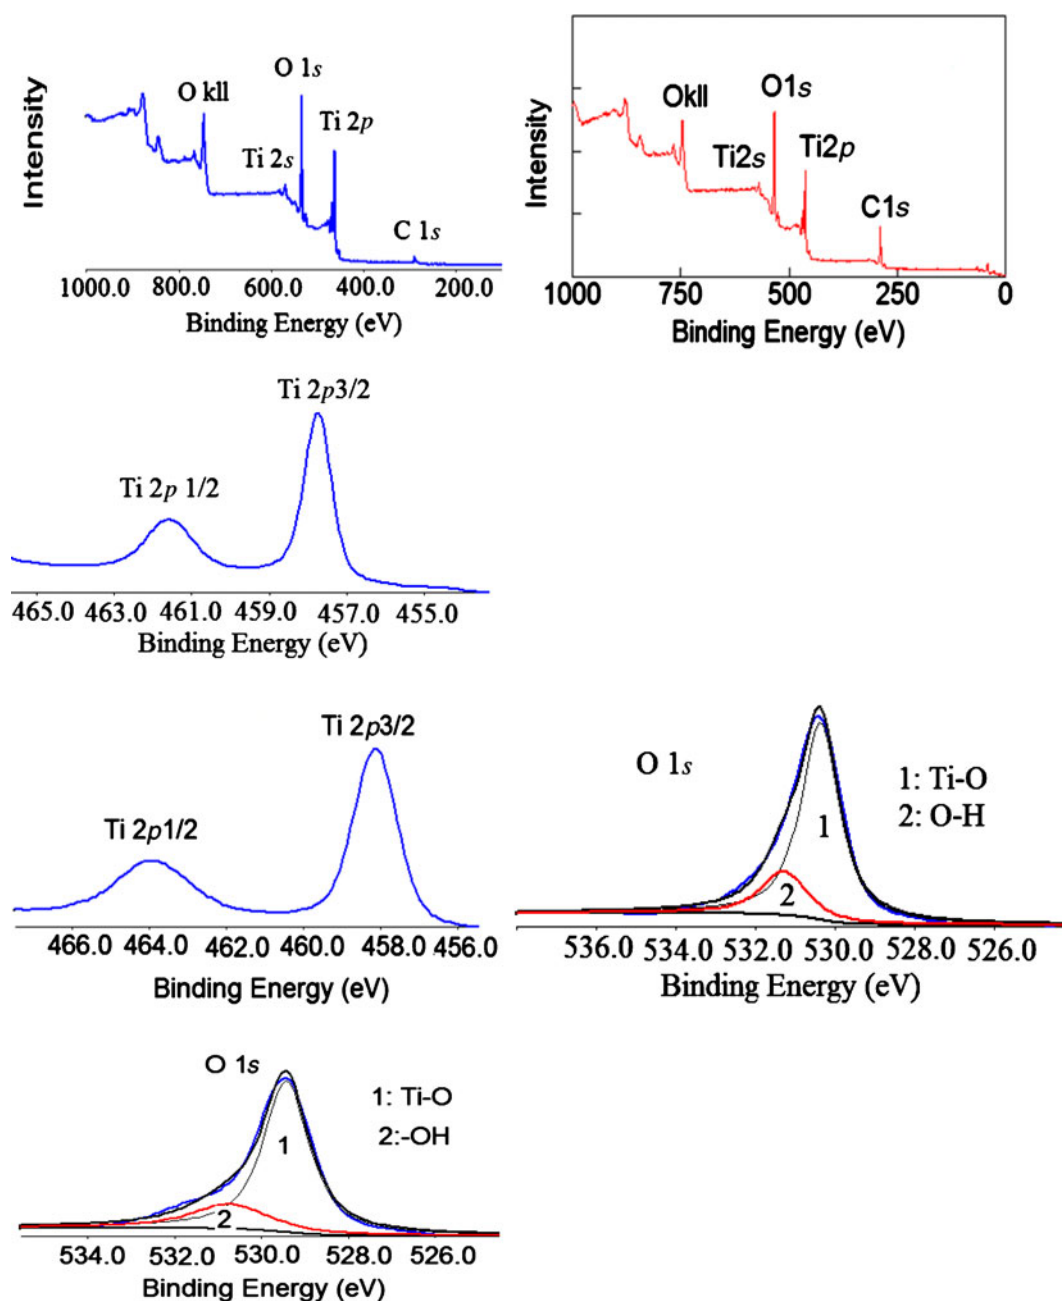 Intensity
O kll
O 1s
Ti 2s
Ti 2p
C 1s
1000.0 800.0 600.0 400.0 200.0
Binding Energy (eV)
Intensity
Okll
O1s
Ti2s
Ti2p
C1s
1000 750 500 250 0
Binding Energy (eV)
Ti 2p3/2
Ti 2p 1/2
465.0 463.0 461.0 459.0 457.0 455.0
Binding Energy (eV)
Ti 2p3/2
Ti 2p1/2
466.0 464.0 462.0 460.0 458.0 456.0
Binding Energy (eV)
O 1s
1: Ti-O
2: O-H
1
2
536.0 534.0 532.0 530.0 528.0 526.0
Binding Energy (eV)
O 1s
1: Ti-O
2:-OH
1
2
534.0 532.0 530.0 528.0 526.0
Binding Energy (eV)